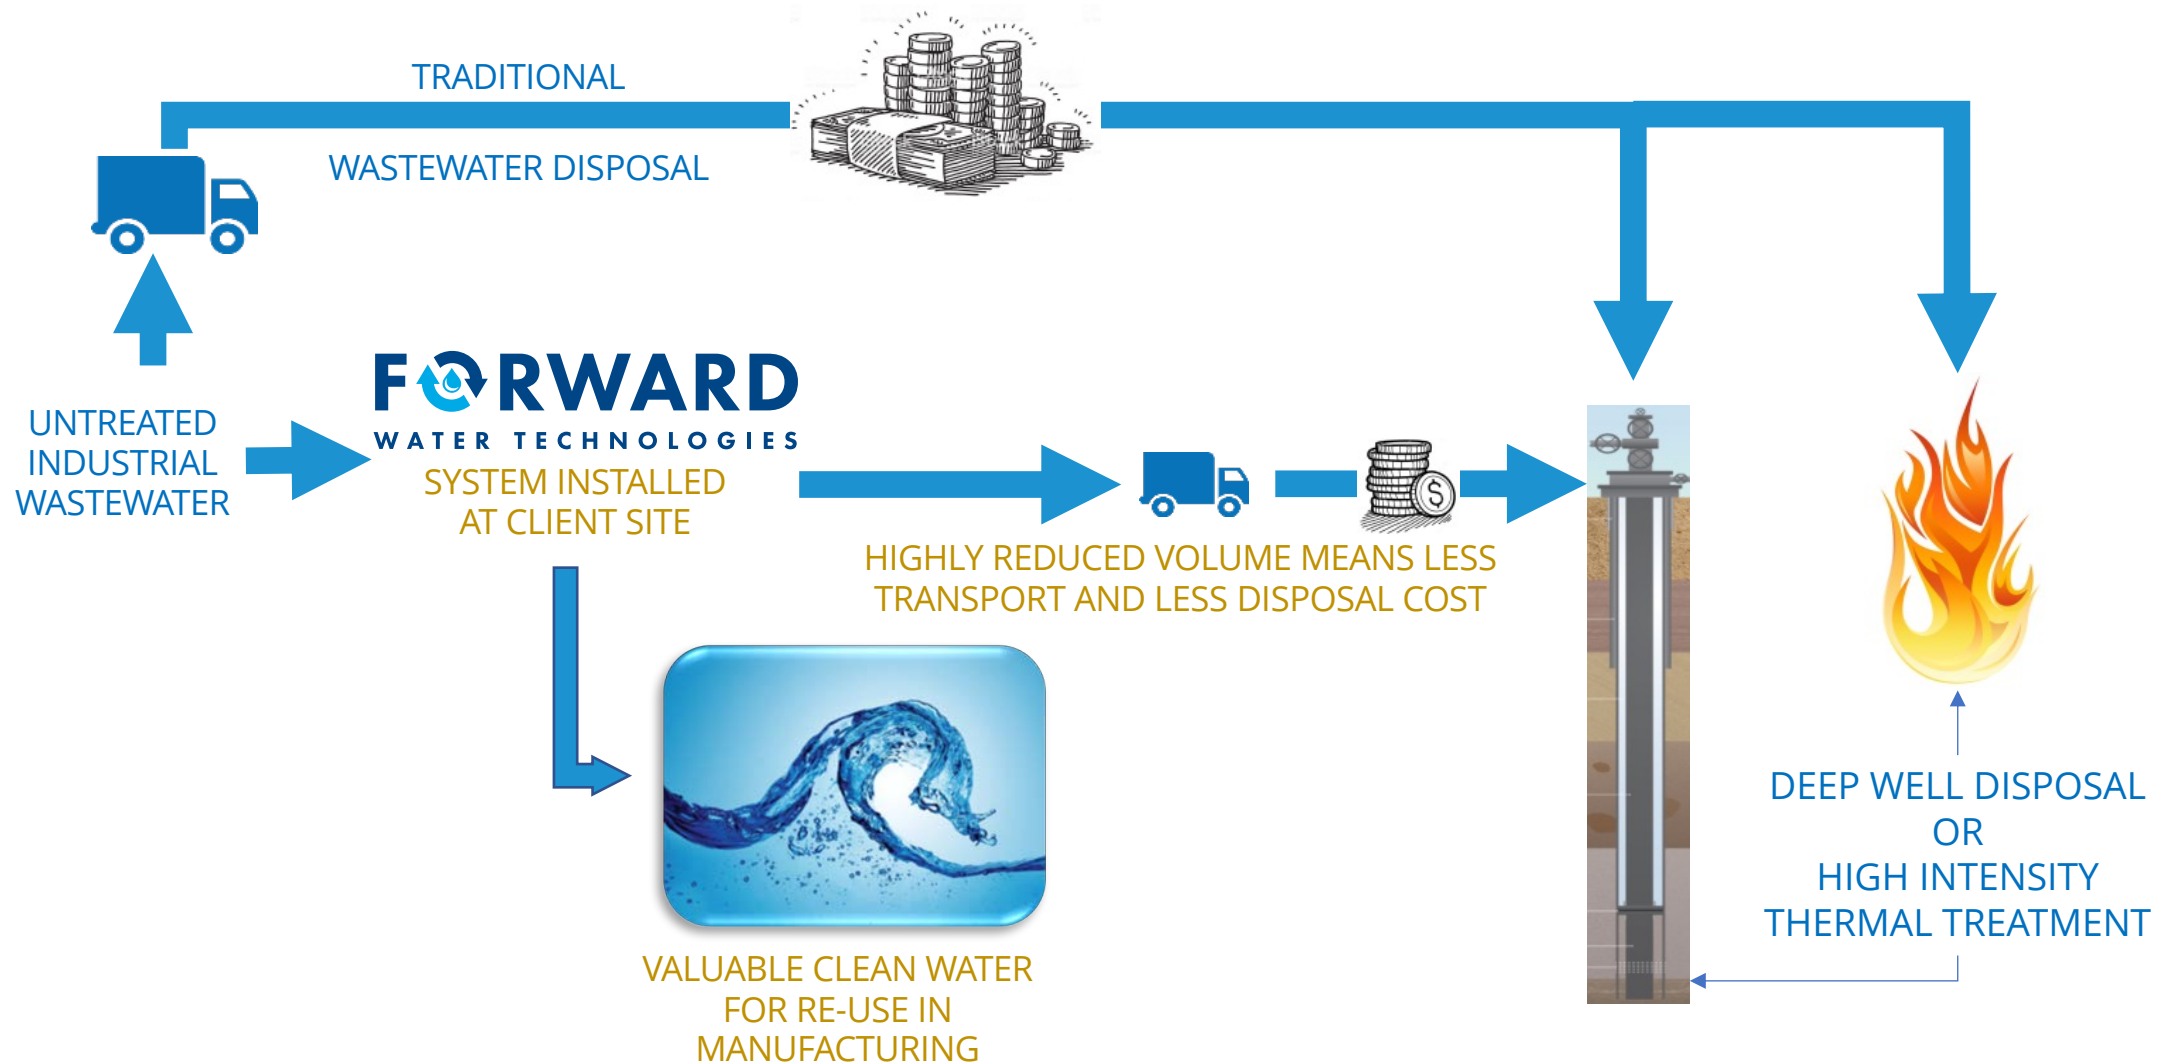 TRADITIONAL
WASTEWATER DISPOSAL
UNTREATED
INDUSTRIAL
WASTEWATER
FORWARD
WATER TECHNOLOGIES
SYSTEM INSTALLED
AT CLIENT SITE
$
HIGHLY REDUCED VOLUME MEANS LESS
TRANSPORT AND LESS DISPOSAL COST
VALUABLE CLEAN WATER
FOR RE-USE IN
MANUFACTURING
DEEP WELL DISPOSAL
OR
HIGH INTENSITY
THERMAL TREATMENT